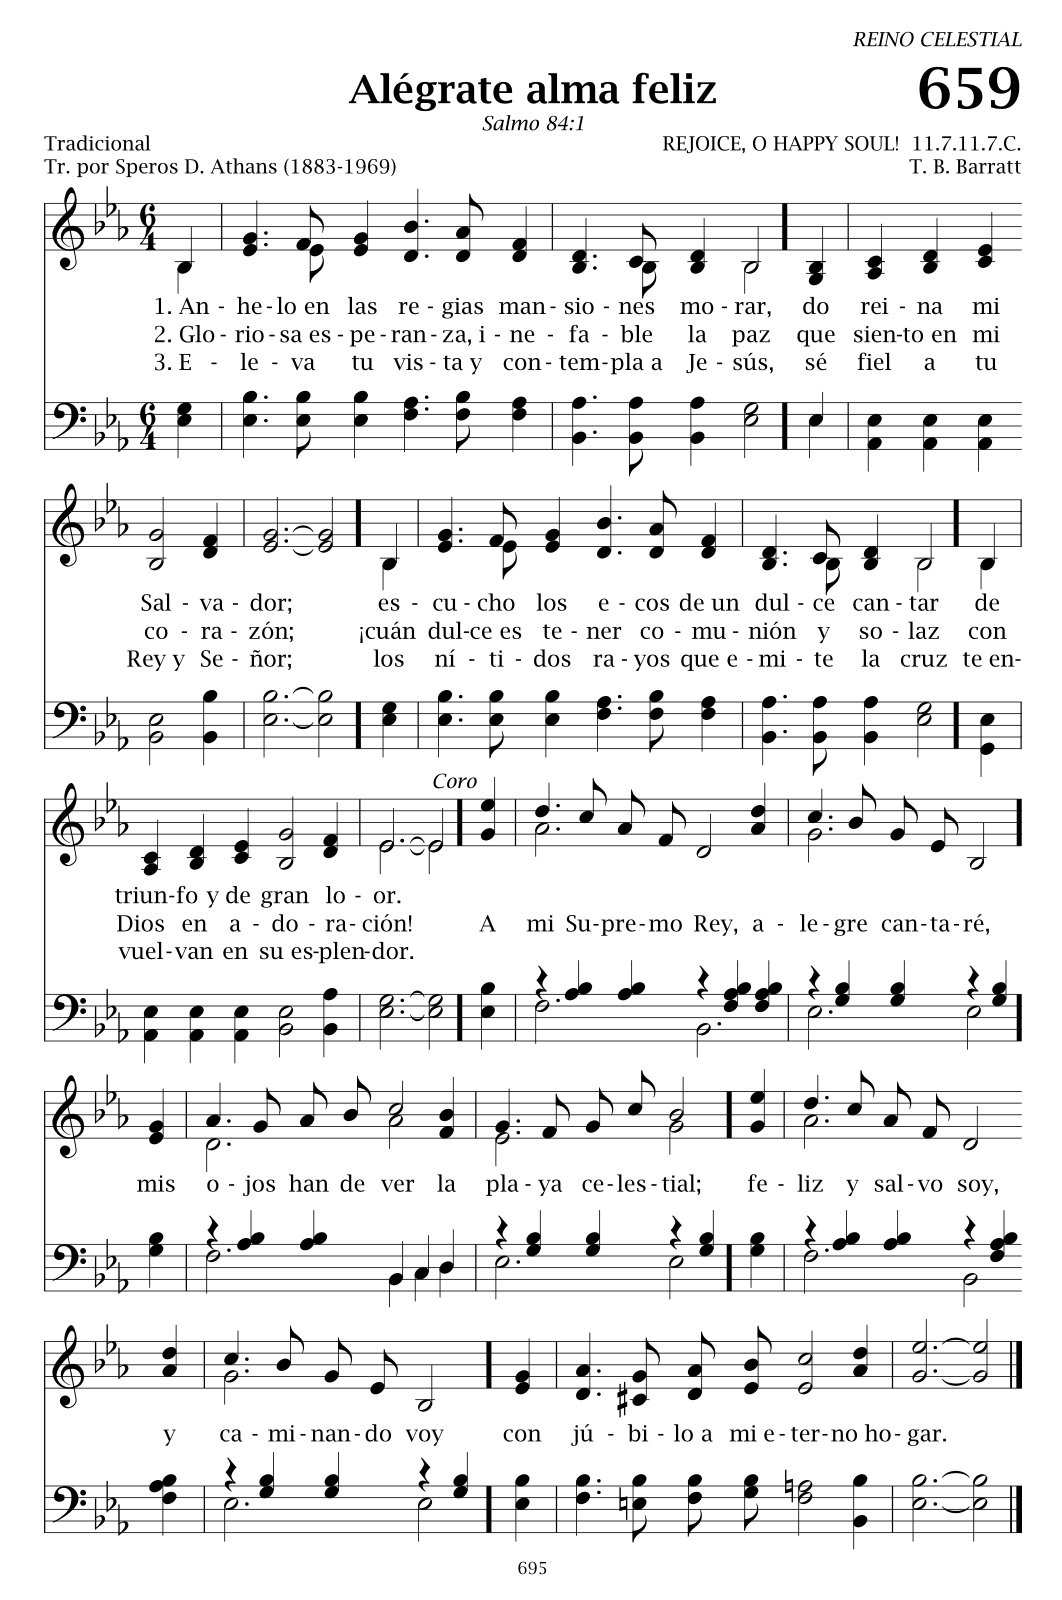 REINO CELESTIAL
Alégrate alma feliz 659
Salmo 84:1
Tradicional REJOICE, O HAPPY SOUL! 11.7.11.7.C.
Tr. por Speros D. Athans (1883-1969) T. B. Barratt
1. An - he - lo en las re - gias man - sio - nes mo - rar, do rei - na mi
2. Glo - rio - sa es - pe - ran - za, i - ne - fa - ble la paz que sien - to en mi
3. E - le - va tu vis - ta y con - tem - pla a Je - sús, sé fiel a tu
Sal - va - dor; es - cu - cho los e - cos de un dul - ce can - tar de
co - ra - zón; ¡cuán dul - ce es te - ner co - mu - nión y so - laz con
Rey y Se - ñor; los ní - ti - dos ra - yos que e - mi - te la cruz te en-
Coro
triun - fo y de gran lo - or.
Dios en a - do - ra - ción! A mi Su - pre - mo Rey, a - le - gre can - ta - ré,
vuel - van en su es - plen - dor.
mis o - jos han de ver la pla - ya ce - les - tial; fe - liz y sal - vo soy,
y ca - mi - nan - do voy con jú - bi - lo a mi e - ter - no ho - gar.
695